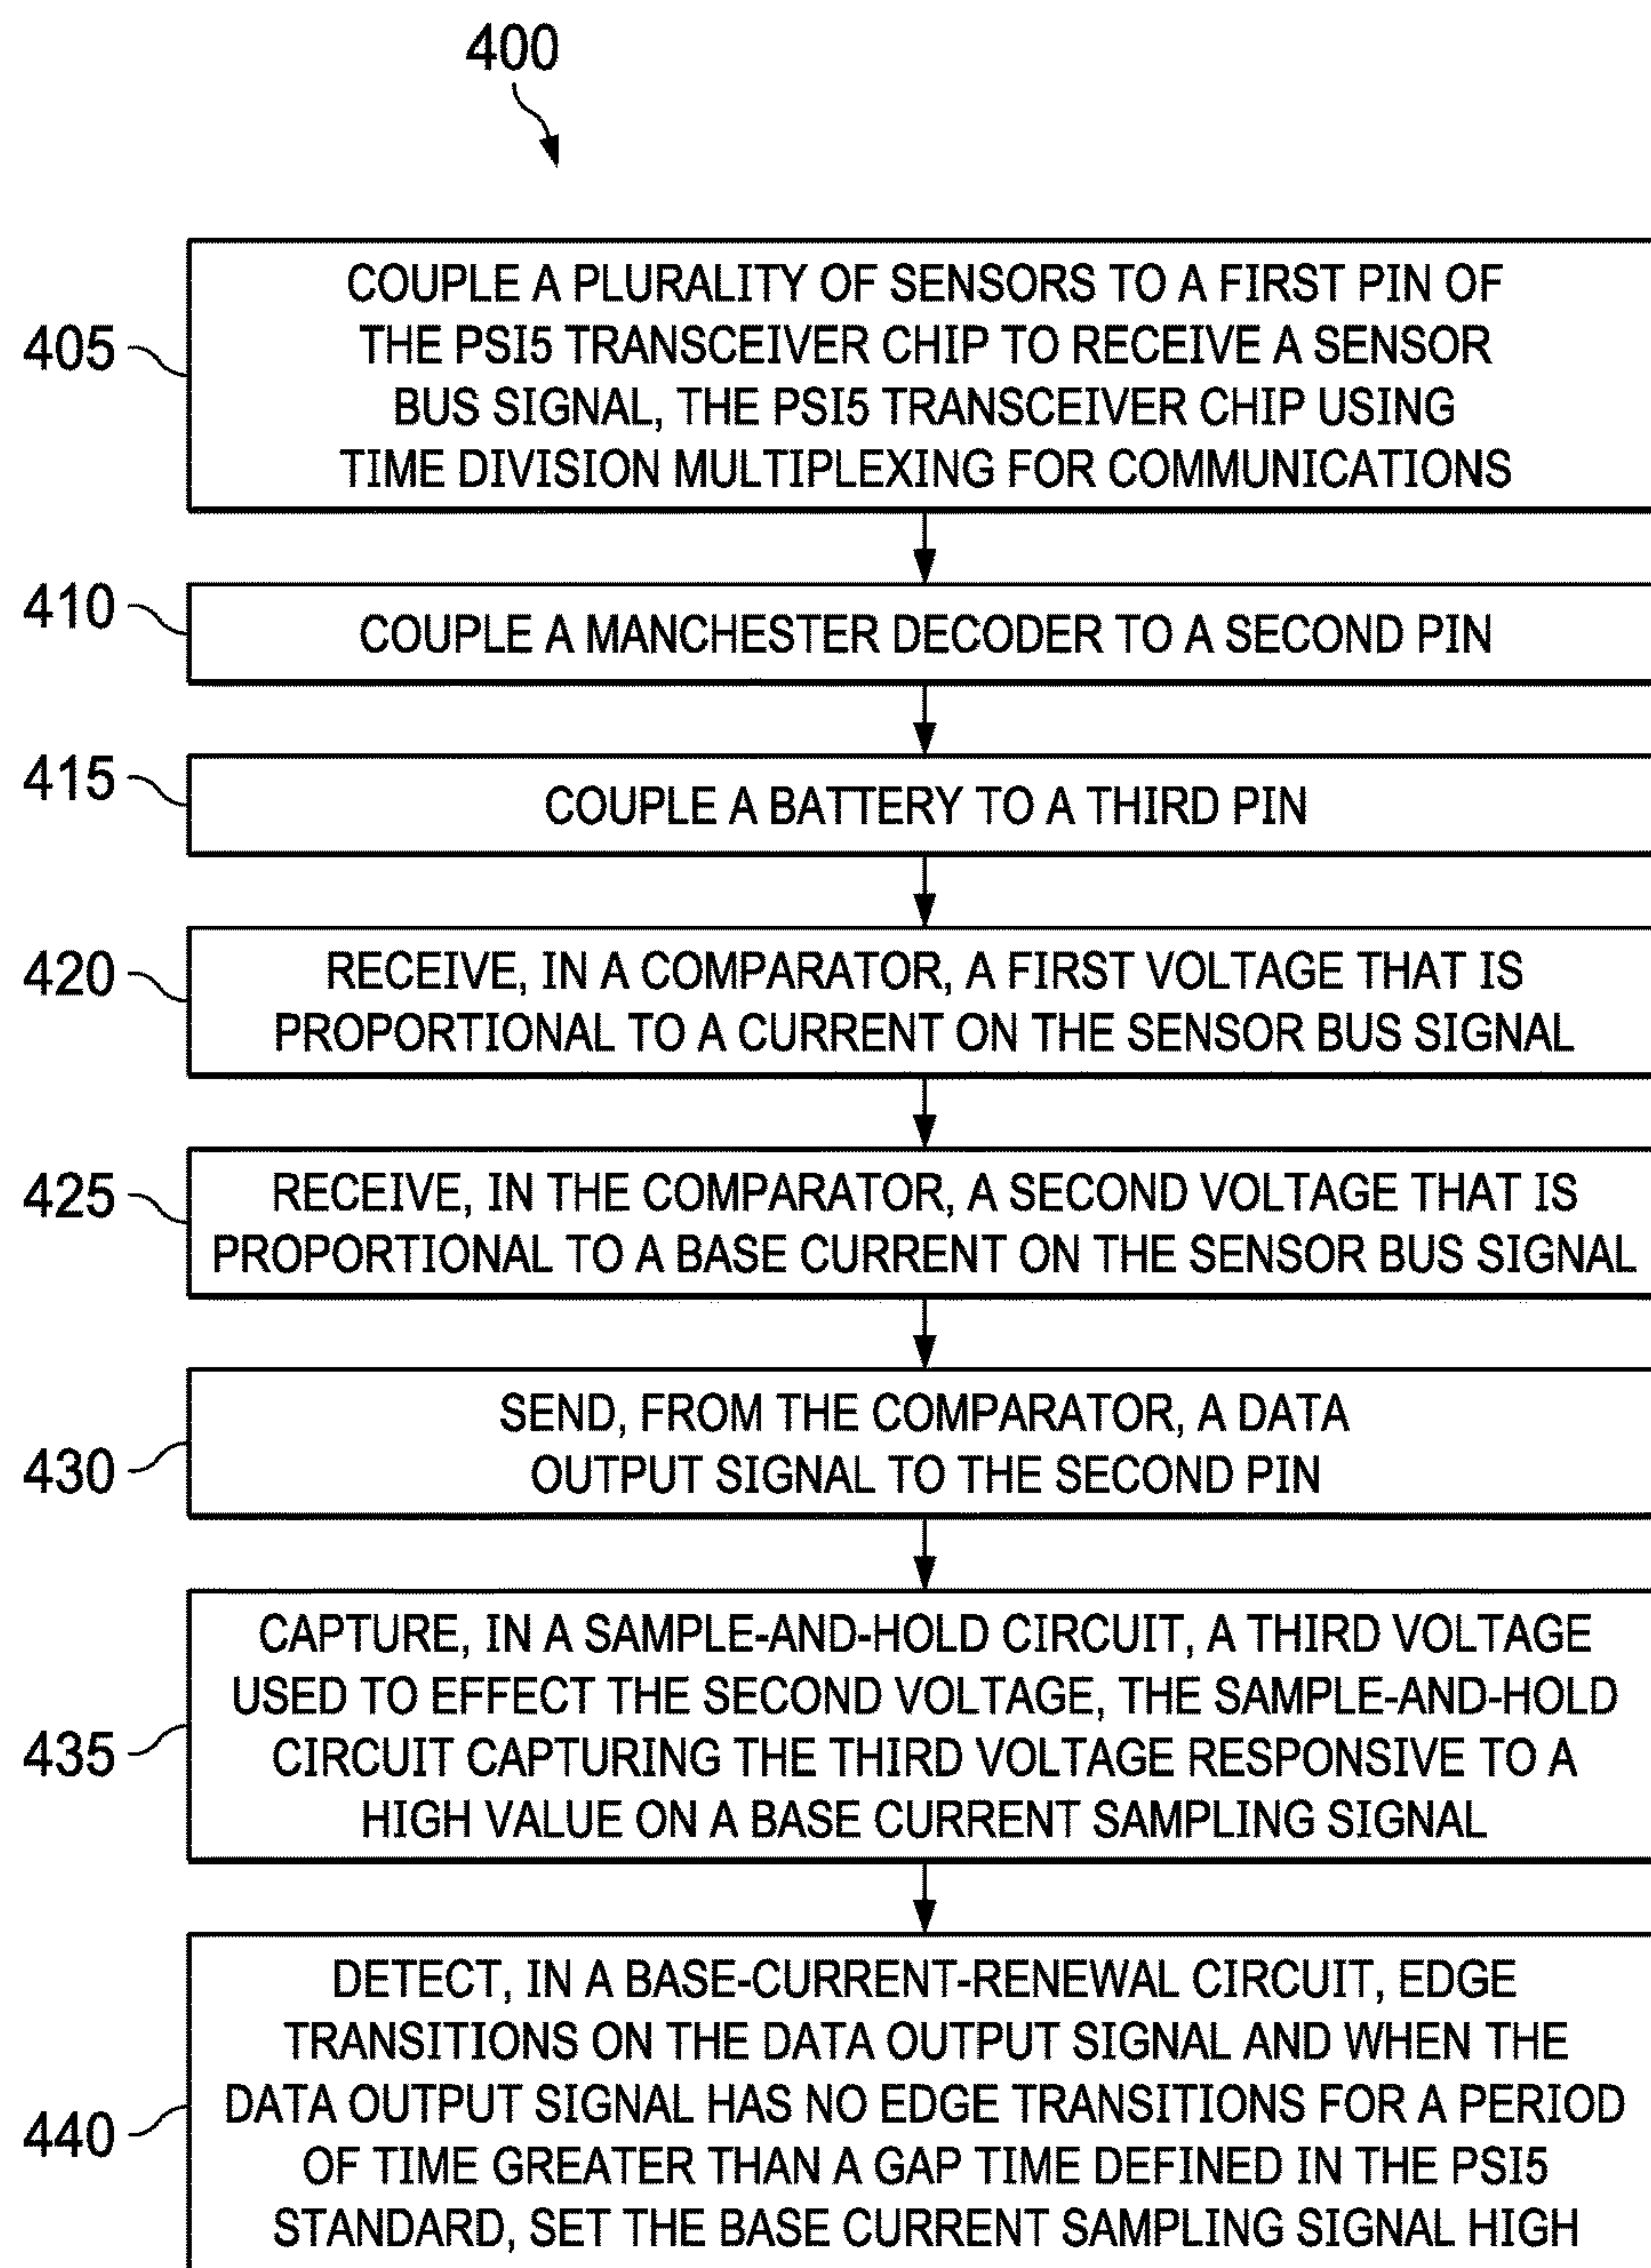 400
405
COUPLE A PLURALITY OF SENSORS TO A FIRST PIN OF
THE PSI5 TRANSCEIVER CHIP TO RECEIVE A SENSOR
BUS SIGNAL, THE PSI5 TRANSCEIVER CHIP USING
TIME DIVISION MULTIPLEXING FOR COMMUNICATIONS
410
COUPLE A MANCHESTER DECODER TO A SECOND PIN
415
COUPLE A BATTERY TO A THIRD PIN
420
RECEIVE, IN A COMPARATOR, A FIRST VOLTAGE THAT IS
PROPORTIONAL TO A CURRENT ON THE SENSOR BUS SIGNAL
425
RECEIVE, IN THE COMPARATOR, A SECOND VOLTAGE THAT IS
PROPORTIONAL TO A BASE CURRENT ON THE SENSOR BUS SIGNAL
430
SEND, FROM THE COMPARATOR, A DATA
OUTPUT SIGNAL TO THE SECOND PIN
435
CAPTURE, IN A SAMPLE-AND-HOLD CIRCUIT, A THIRD VOLTAGE
USED TO EFFECT THE SECOND VOLTAGE, THE SAMPLE-AND-HOLD
CIRCUIT CAPTURING THE THIRD VOLTAGE RESPONSIVE TO A
HIGH VALUE ON A BASE CURRENT SAMPLING SIGNAL
440
DETECT, IN A BASE-CURRENT-RENEWAL CIRCUIT, EDGE
TRANSITIONS ON THE DATA OUTPUT SIGNAL AND WHEN THE
DATA OUTPUT SIGNAL HAS NO EDGE TRANSITIONS FOR A PERIOD
OF TIME GREATER THAN A GAP TIME DEFINED IN THE PSI5
STANDARD, SET THE BASE CURRENT SAMPLING SIGNAL HIGH